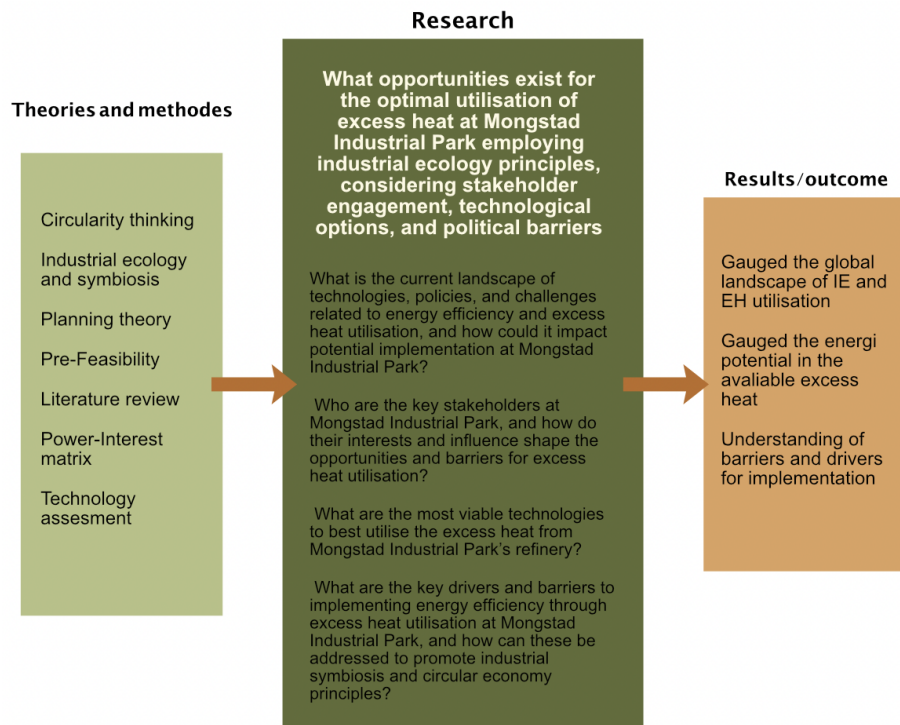 Research
Theories and methodes
Circularity thinking
Industrial ecology
and symbiosis
Planning theory
Pre-Feasibility
Literature review
Power-Interest
matrix
Technology
assesment
What opportunities exist for
the optimal utilisation of
excess heat at Mongstad
Industrial Park employing
industrial ecology principles,
considering stakeholder
engagement, technological
options, and political barriers
What is the current landscape of
technologies, policies, and challenges
related to energy efficiency and excess
heat utilisation, and how could it impact
potential implementation at Mongstad
Industrial Park?
Who are the key stakeholders at
Mongstad Industrial Park, and how do
their interests and influence shape the
opportunities and barriers for excess
heat utilisation?
What are the most viable technologies
to best utilise the excess heat from
Mongstad Industrial Park's refinery?
What are the key drivers and barriers to
implementing energy efficiency through
excess heat utilisation at Mongstad
Industrial Park, and how can these be
addressed to promote industrial
symbiosis and circular economy
principles?
Results/outcome
Gauged the global
landscape of IE and
EH utilisation
Gauged the energi
potential in the
avaliable excess
heat
Understanding of
barriers and drivers
for implementation